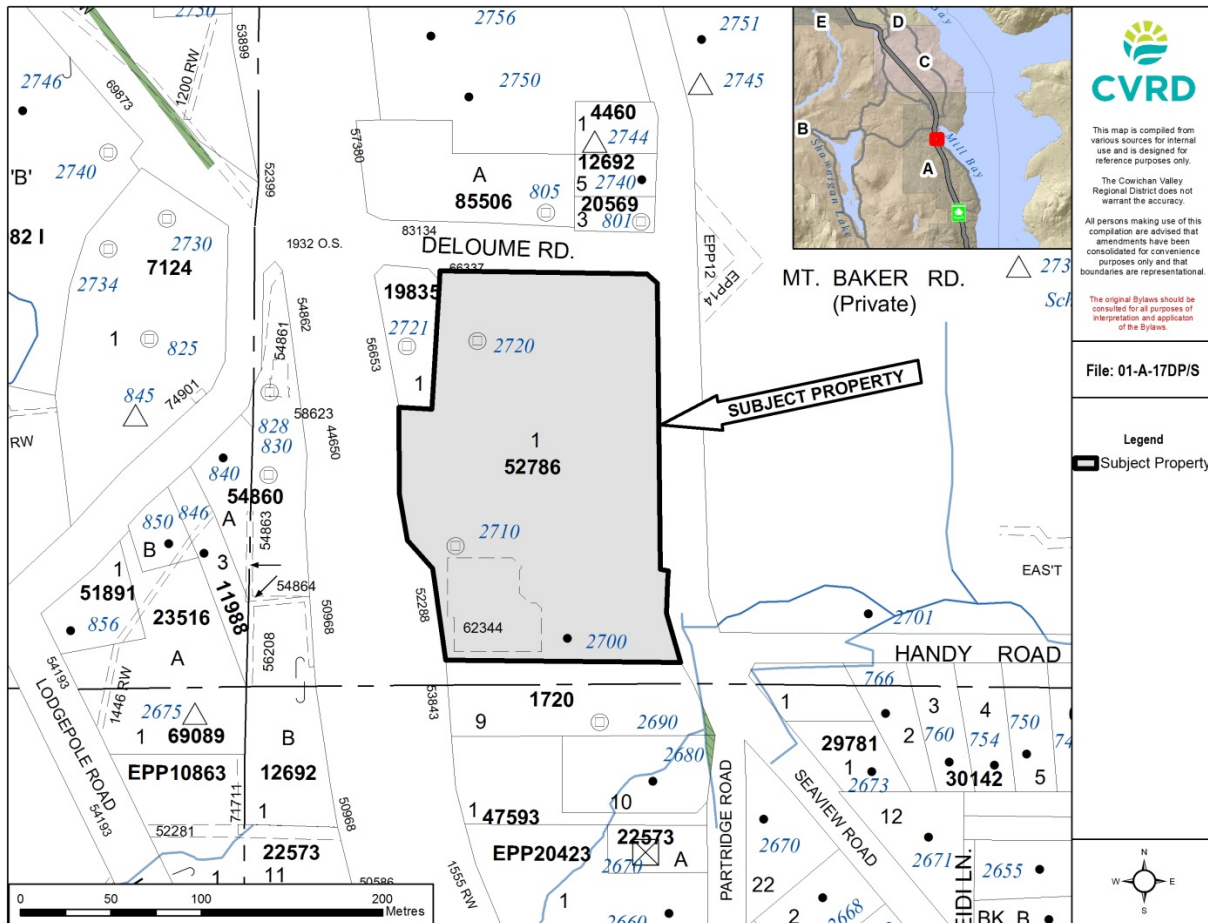 2750
2756
2751
2750
2745
53899
1200 RW
2746
69873
2740
52399
'B'
82 I
2730
2734
7124
1
825
845
74901
RW
57380
A
85506
805
83134
4460
1
2744
12692
5
2740
20569
3
801
1932 O.S.
DELOUME RD.
66337
EPP12
EPP14
MT. BAKER RD.
(Private)
19835
2721
1
56653
54862
54861
58623
44650
828
830
2720
SUBJECT PROPERTY
1
52786
2710
62344
2700
52288
840
54860
846
850
A
B
3
54863
54864
11988
1
51891
856
23516
A
56208
50968
54193
LODGEPOLE ROAD
54193
1446 RW
2675
1
69089
B
EPP10863
12692
71711
1
50968
52281
22573
1
11
50586
53843
1720
9
2690
2680
10
1
47593
22573
EPP20423
2670
A
1
1555 RW
2660
PARTRIDGE ROAD
EAS'T
2701
HANDY ROAD
766
1
3
4
750
2
760
754
29781
1
2673
30142
5
SEAVIEW ROAD
12
2670
2671
22
2
2668
2655
BK B
0 50 100 200
Metres
E
D
C
B
A
Mill Bay
Shawnigan Lake
CVRD
This map is compiled from
various sources for internal
use and is designed for
reference purposes only.
The Cowichan Valley
Regional District does not
warrant the accuracy.
All persons making use of this
compilation are advised that
amendments have been
consolidated for convenience
purposes only and that
boundaries are representational.
The original Bylaws should be
consulted for all purposes of
interpretation and applicaton
of the Bylaws.
File: 01-A-17DP/S
Legend
Subject Property
N
W E
S